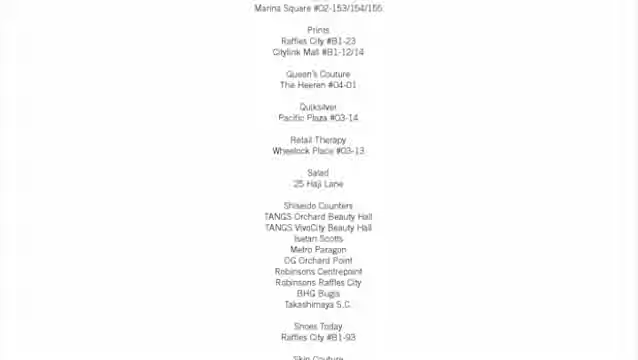 Marina Square #02-153/154/155
Prints
Raffles City #B1-23
Citylink Mall #B1-12/14
Queen's Couture
The Heeren #04-01
Quiksilver
Pacific Plaza #03-14
Retail Therapy
Wheelock Place #03-13
Salad
25 Haji Lane
Shiseido Counters
TANGS Orchard Beauty Hall
TANGS VivoCity Beauty Hall
Isetan Scotts
Metro Paragon
OG Orchard Point
Robinsons Centrepoint
Robinsons Raffles City
BHG Bugis
Takashimaya S.C.
Shoes Today
Raffles City #B1-93
Skin Couture